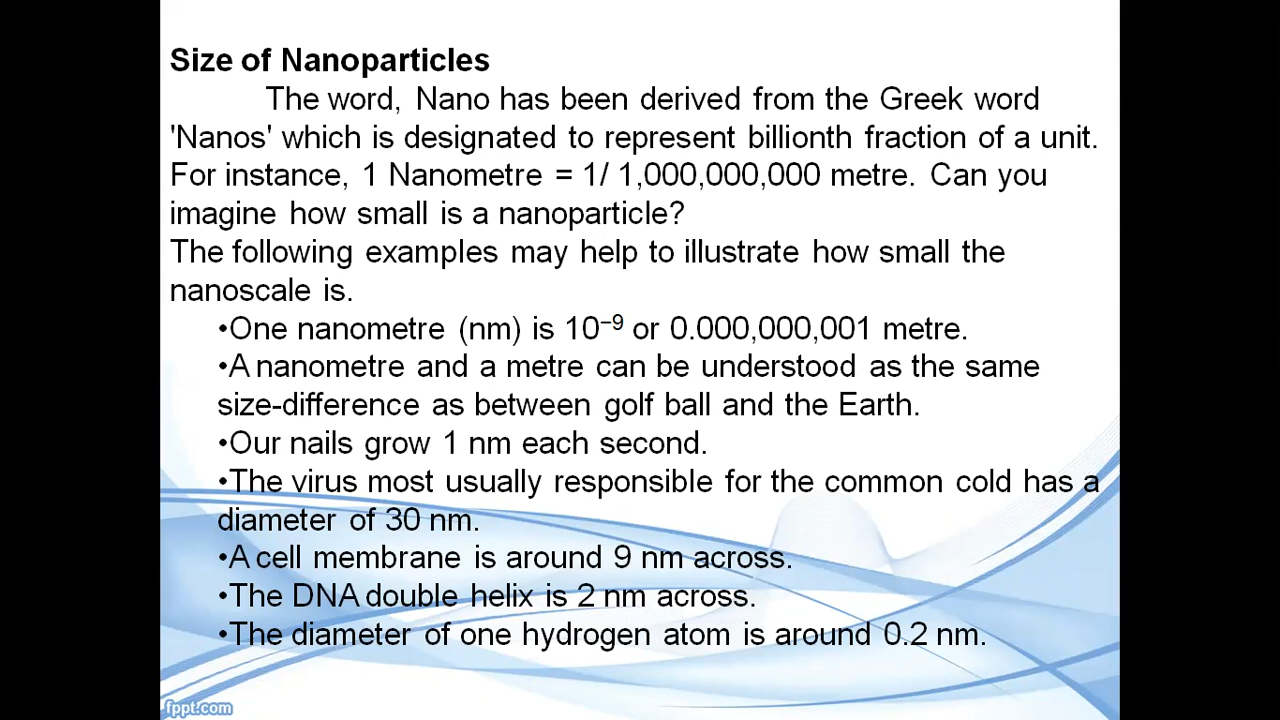 Size of Nanoparticles
The word, Nano has been derived from the Greek word
'Nanos' which is designated to represent billionth fraction of a unit.
For instance, 1 Nanometre = 1/ 1,000,000,000 metre. Can you
imagine how small is a nanoparticle?
The following examples may help to illustrate how small the
nanoscale is.
•One nanometre (nm) is 10⁻⁹ or 0.000,000,001 metre.
•A nanometre and a metre can be understood as the same
size-difference as between golf ball and the Earth.
•Our nails grow 1 nm each second.
•The virus most usually responsible for the common cold has a
diameter of 30 nm.
•A cell membrane is around 9 nm across.
•The DNA double helix is 2 nm across.
•The diameter of one hydrogen atom is around 0.2 nm.
fppt.com